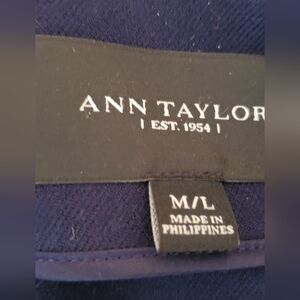 ANN TAYLOR
| EST. 1954 |
M/L
MADE IN
PHILIPPINES